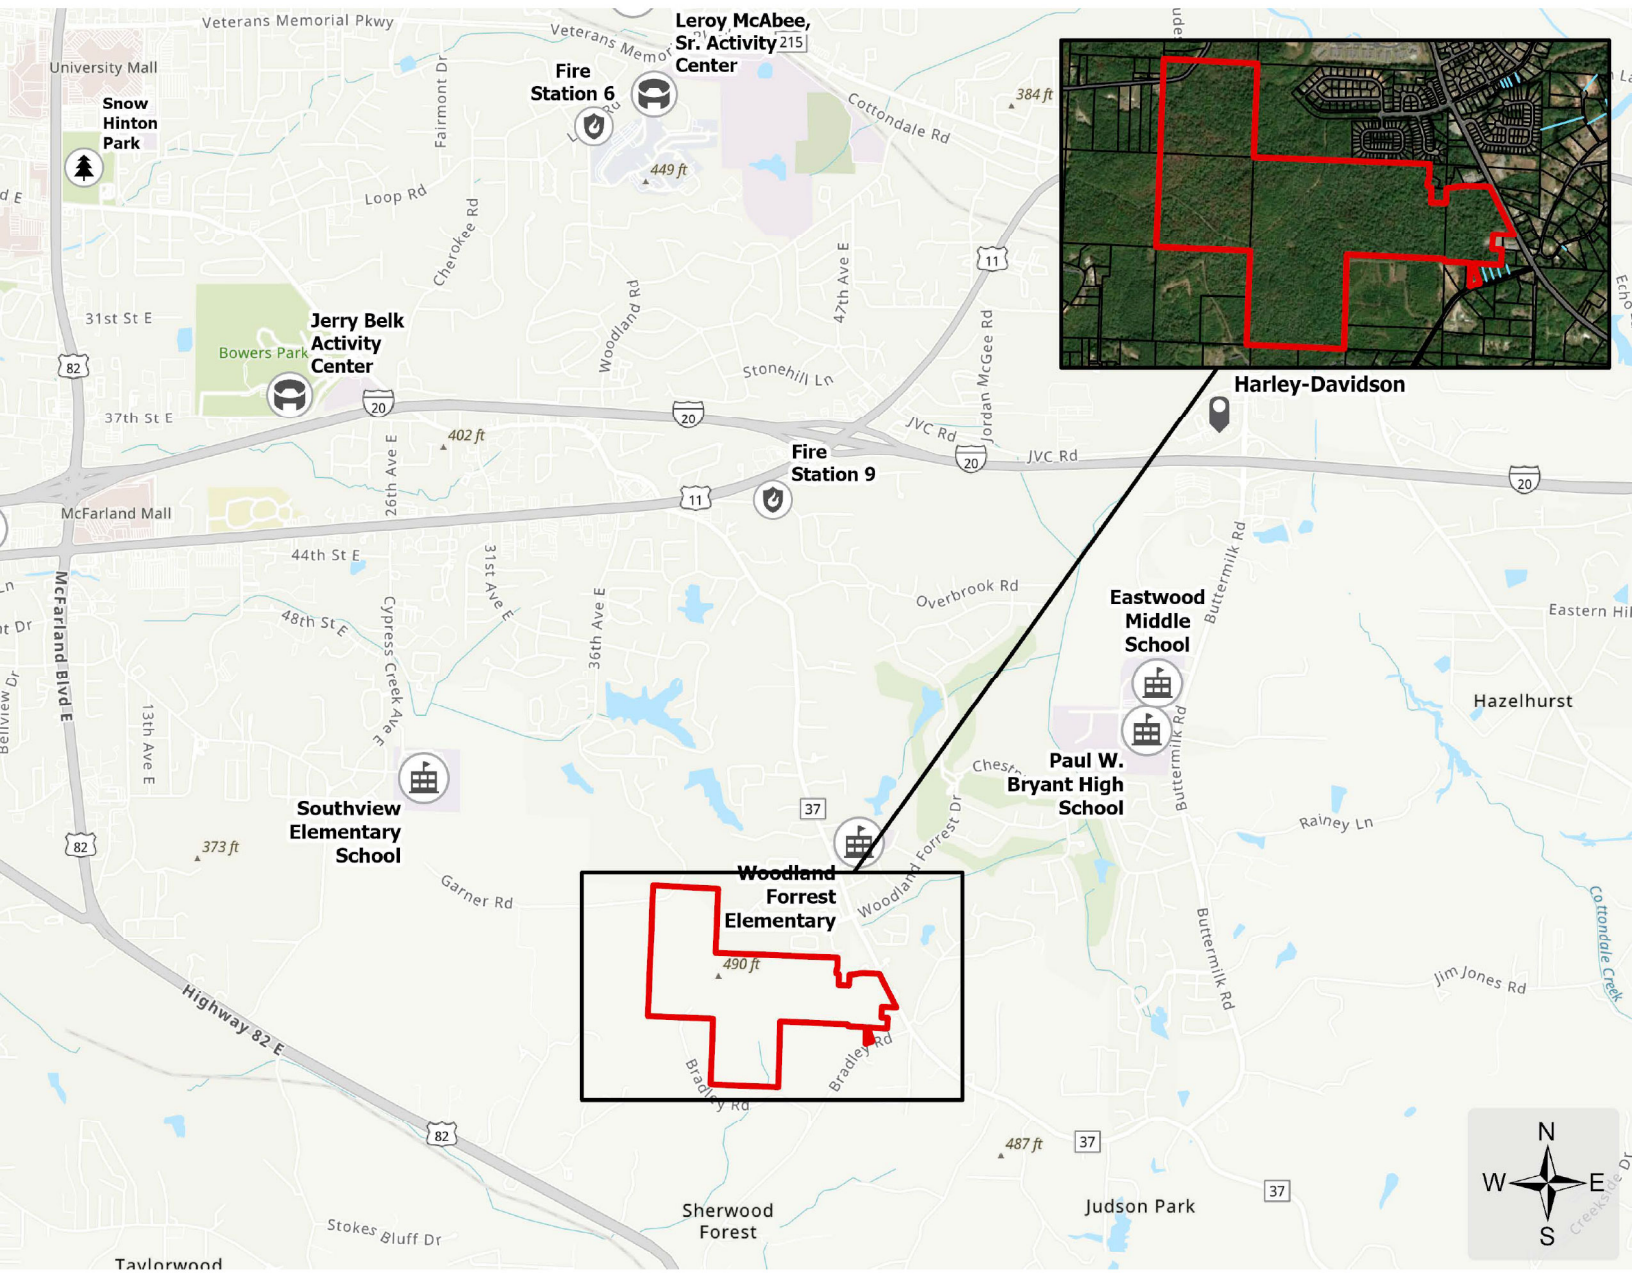 Veterans Memorial Pkwy
Leroy McAbee,
Sr. Activity
Center
215
University Mall
Fire
Station 6
Fairmont Dr
384 ft
Snow
Hinton
Park
Cottondale Rd
449 ft
Loop Rd
d E
Cherokee Rd
47th Ave E
11
31st St E
Jerry Belk
Activity
Center
Bowers Park
Woodland Rd
Jordan McGee Rd
82
Stonehill Ln
Harley-Davidson
37th St E
20
20
JVC Rd
402 ft
26th Ave E
Fire
Station 9
20
JVC Rd
20
11
McFarland Mall
44th St E
31st Ave E
36th Ave E
Overbrook Rd
Buttermilk Rd
Eastwood
Middle
School
Eastern Hil
McFarland Blvd E
48th St E
Cypress Creek Ave E
Ln
nt Dr
Bellview Dr
13th Ave E
Hazelhurst
Buttermilk Rd
Paul W.
Bryant High
School
Southview
Elementary
School
37
Woodland Forrest Dr
Rainey Ln
82
373 ft
Garner Rd
Woodland
Forrest
Elementary
490 ft
Buttermilk Rd
Cottondale Creek
Jim Jones Rd
Highway 82 E
Bradley Rd
Bradley Rd
82
487 ft
37
37
N
W
E
S
Creekside Dr
Sherwood
Forest
Judson Park
Stokes Bluff Dr
Taylorwood